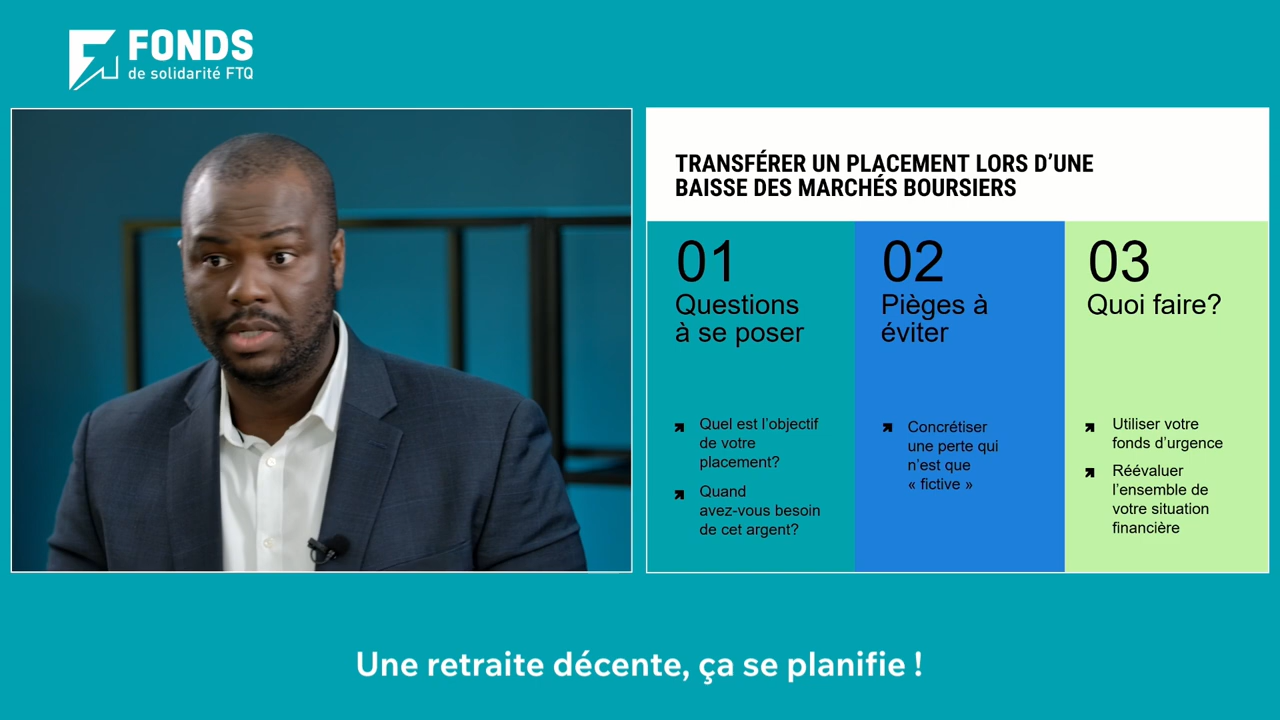 FONDS
de solidarité FTQ
TRANSFÉRER UN PLACEMENT LORS D’UNE
BAISSE DES MARCHÉS BOURSIERS
01
Questions
à se poser
Quel est l’objectif
de votre
placement?
Quand
avez-vous besoin
de cet argent?
02
Pièges à
éviter
Concrétiser
une perte qui
n’est que
« fictive »
03
Quoi faire?
Utiliser votre
fonds d’urgence
Réévaluer
l’ensemble de
votre situation
financière
Une retraite décente, ça se planifie !